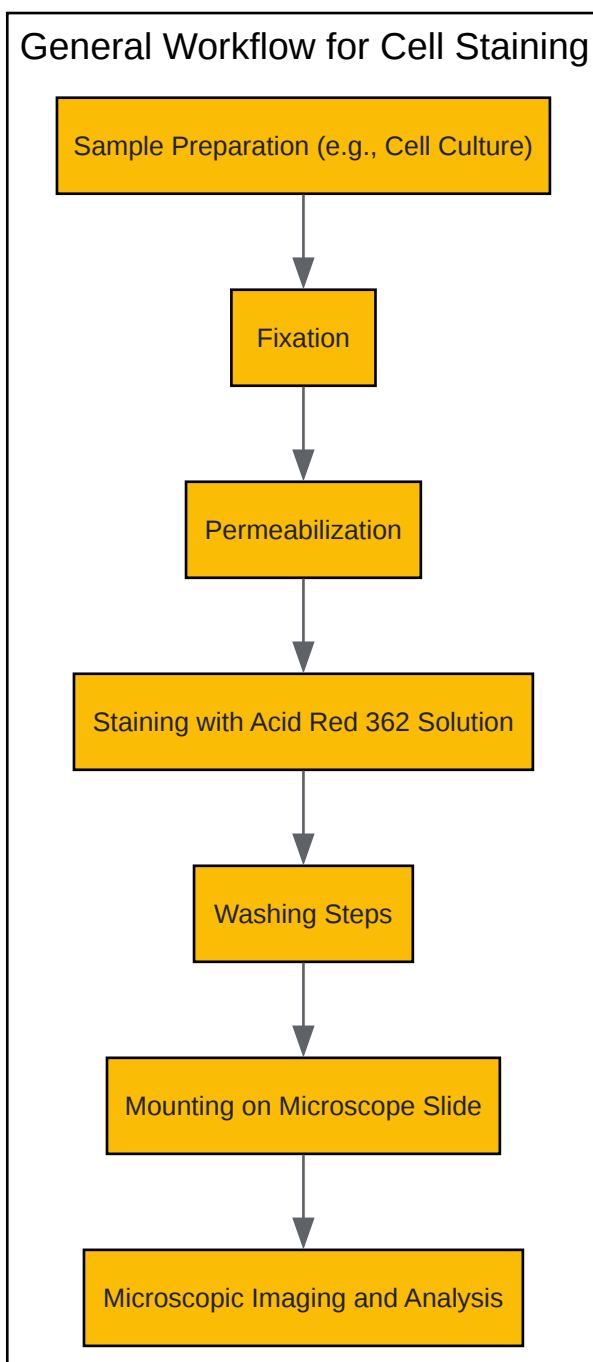 General Workflow for Cell Staining
Sample Preparation (e.g., Cell Culture)
Fixation
Permeabilization
Staining with Acid Red 362 Solution
Washing Steps
Mounting on Microscope Slide
Microscopic Imaging and Analysis